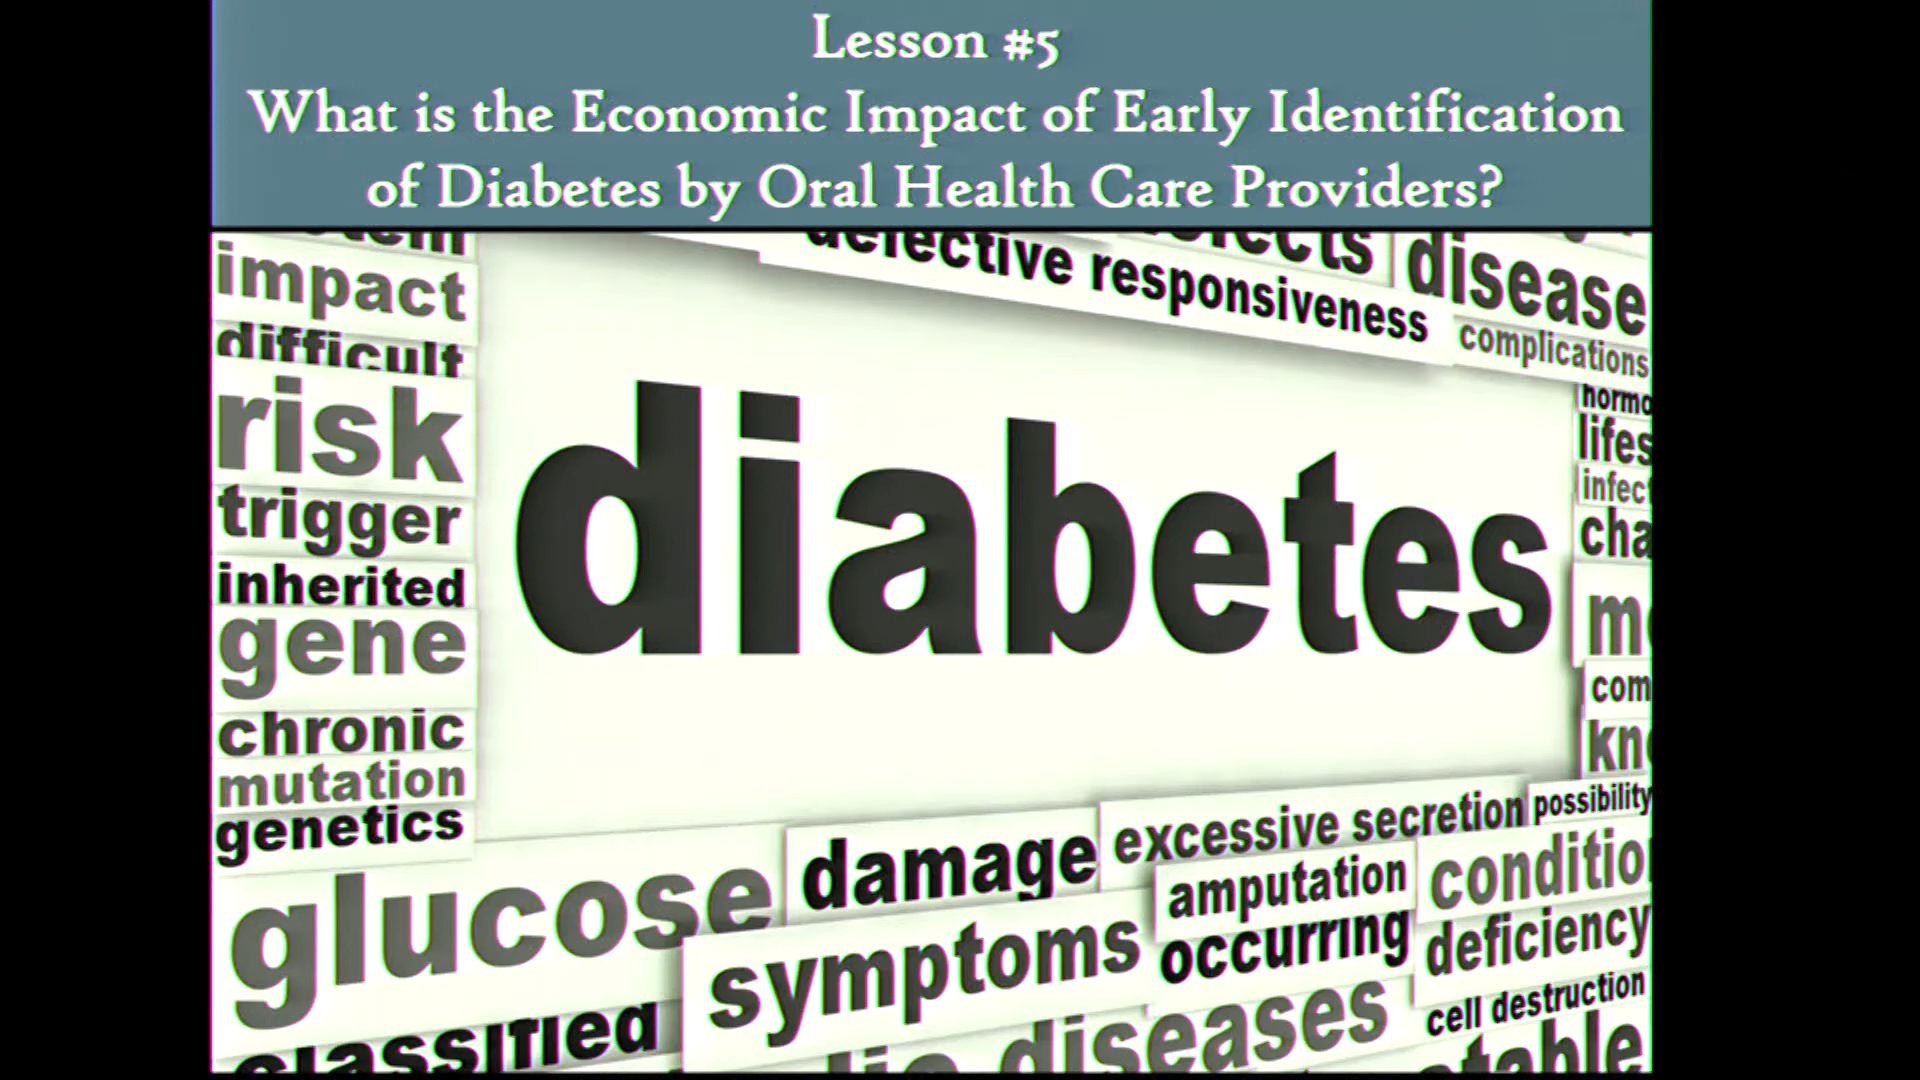 Lesson #5
What is the Economic Impact of Early Identification
of Diabetes by Oral Health Care Providers?
impact
difficult
risk
trigger
inherited
gene
chronic
mutation
genetics
glucose
classified
defective responsiveness
disease
complications
diabetes
damage
excessive secretion
possibility
symptoms
amputation
occurring
deficiency
diseases
cell destruction